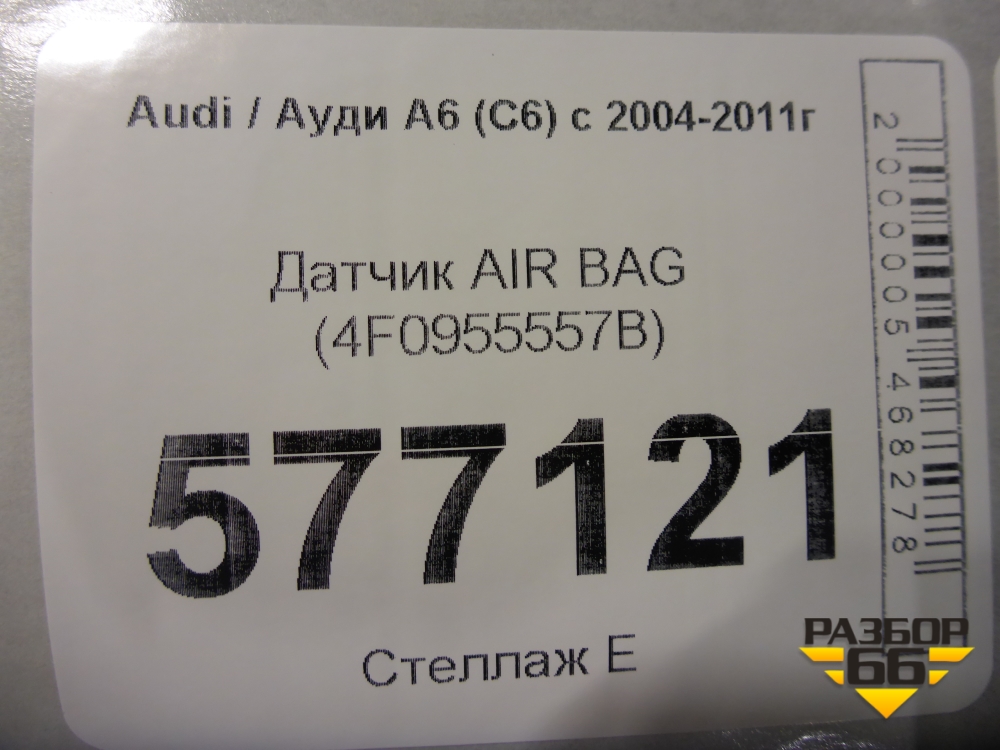 Audi / Ауди А6 (С6) с 2004-2011г
Датчик AIR BAG
(4F0955557B)
577121
Стеллаж Е
2000005468278
РАЗБОР
66